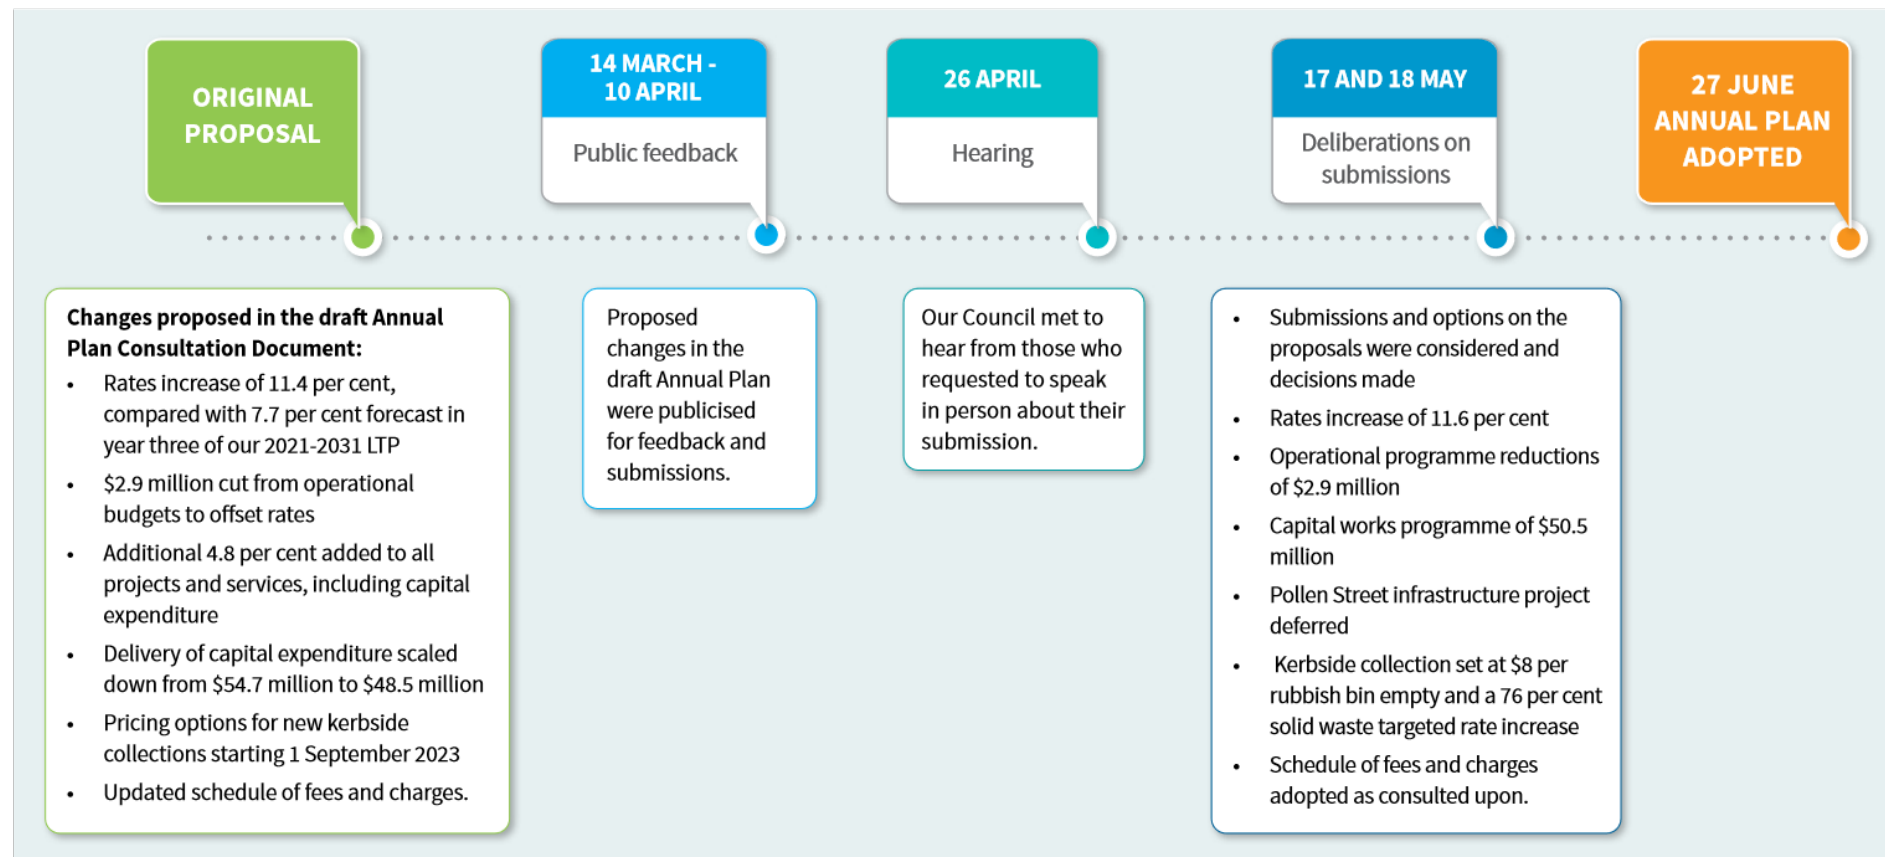 ORIGINAL
PROPOSAL
14 MARCH -
10 APRIL
Public feedback
26 APRIL
Hearing
17 AND 18 MAY
Deliberations on
submissions
27 JUNE
ANNUAL PLAN
ADOPTED
Changes proposed in the draft Annual
Plan Consultation Document:
• Rates increase of 11.4 per cent,
compared with 7.7 per cent forecast in
year three of our 2021-2031 LTP
• $2.9 million cut from operational
budgets to offset rates
• Additional 4.8 per cent added to all
projects and services, including capital
expenditure
• Delivery of capital expenditure scaled
down from $54.7 million to $48.5 million
• Pricing options for new kerbside
collections starting 1 September 2023
• Updated schedule of fees and charges.
Proposed
changes in the
draft Annual Plan
were publicised
for feedback and
submissions.
Our Council met to
hear from those who
requested to speak
in person about their
submission.
• Submissions and options on the
proposals were considered and
decisions made
• Rates increase of 11.6 per cent
• Operational programme reductions
of $2.9 million
• Capital works programme of $50.5
million
• Pollen Street infrastructure project
deferred
• Kerbside collection set at $8 per
rubbish bin empty and a 76 per cent
solid waste targeted rate increase
• Schedule of fees and charges
adopted as consulted upon.